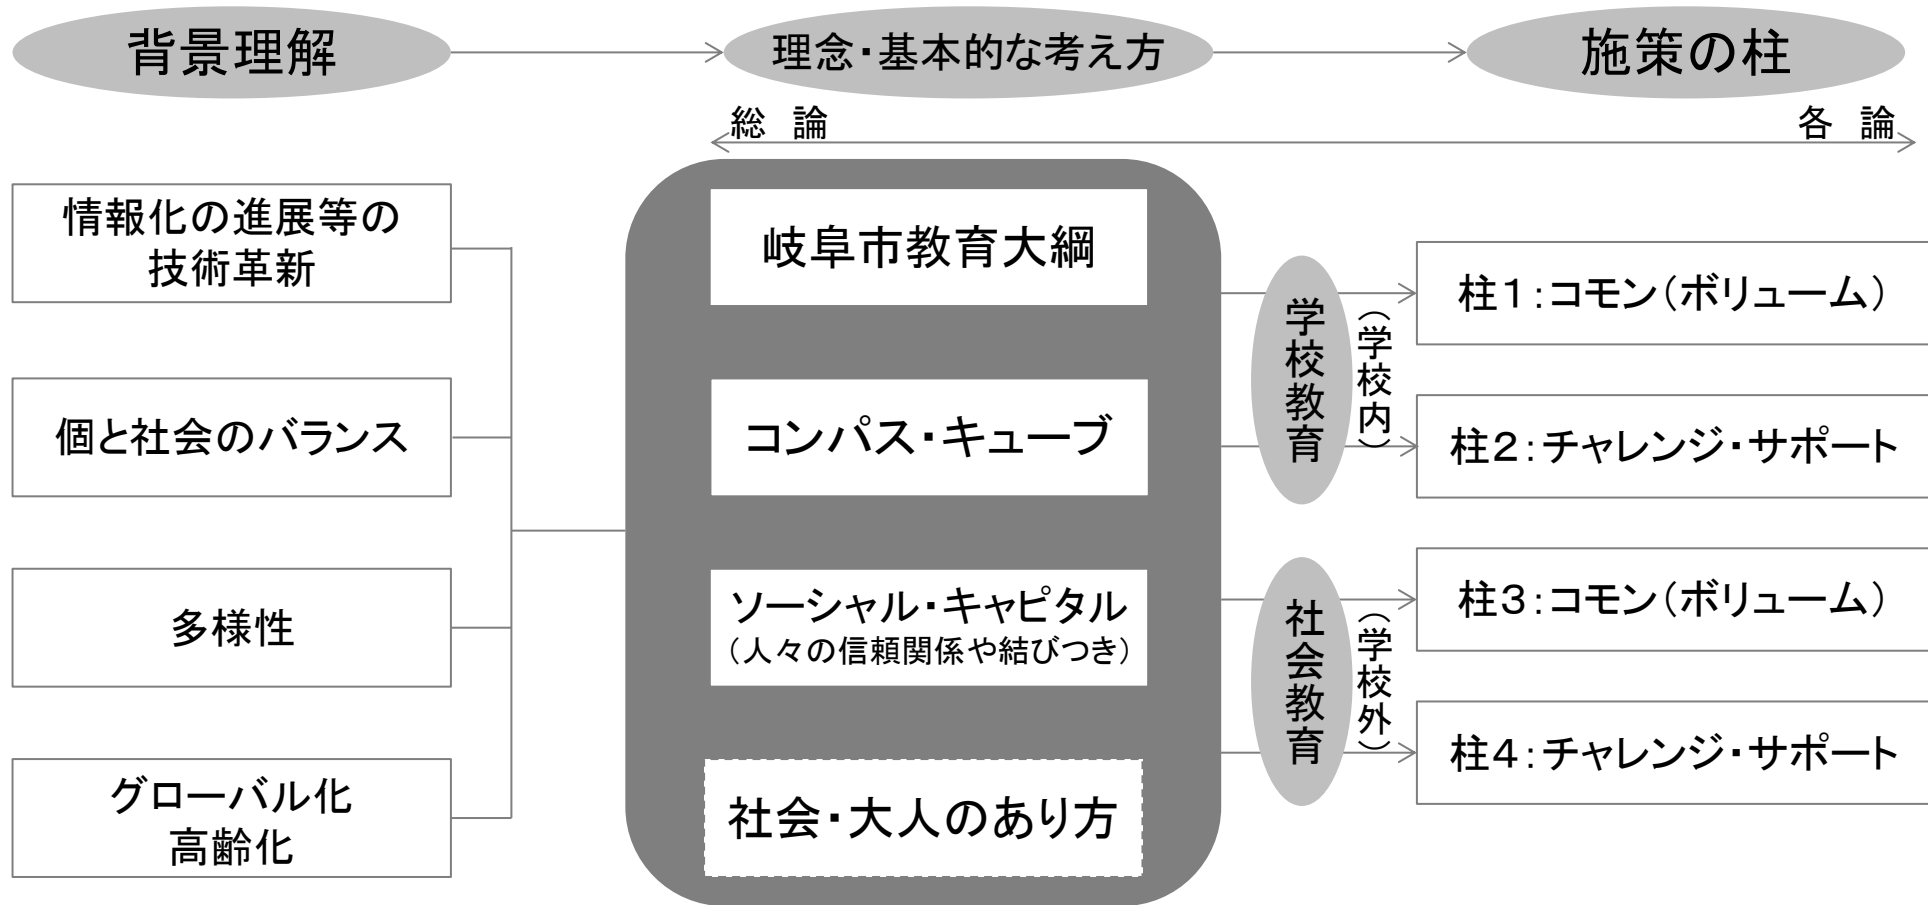 背景理解
理念・基本的な考え方
施策の柱
総 論
各 論
情報化の進展等の
技術革新
個と社会のバランス
多様性
グローバル化
高齢化
岐阜市教育大綱
コンパス・キューブ
ソーシャル・キャピタル
（人々の信頼関係や結びつき）
社会・大人のあり方
学校教育
（学校内）
社会教育
（学校外）
柱１：コモン（ボリューム）
柱２：チャレンジ・サポート
柱３：コモン（ボリューム）
柱４：チャレンジ・サポート